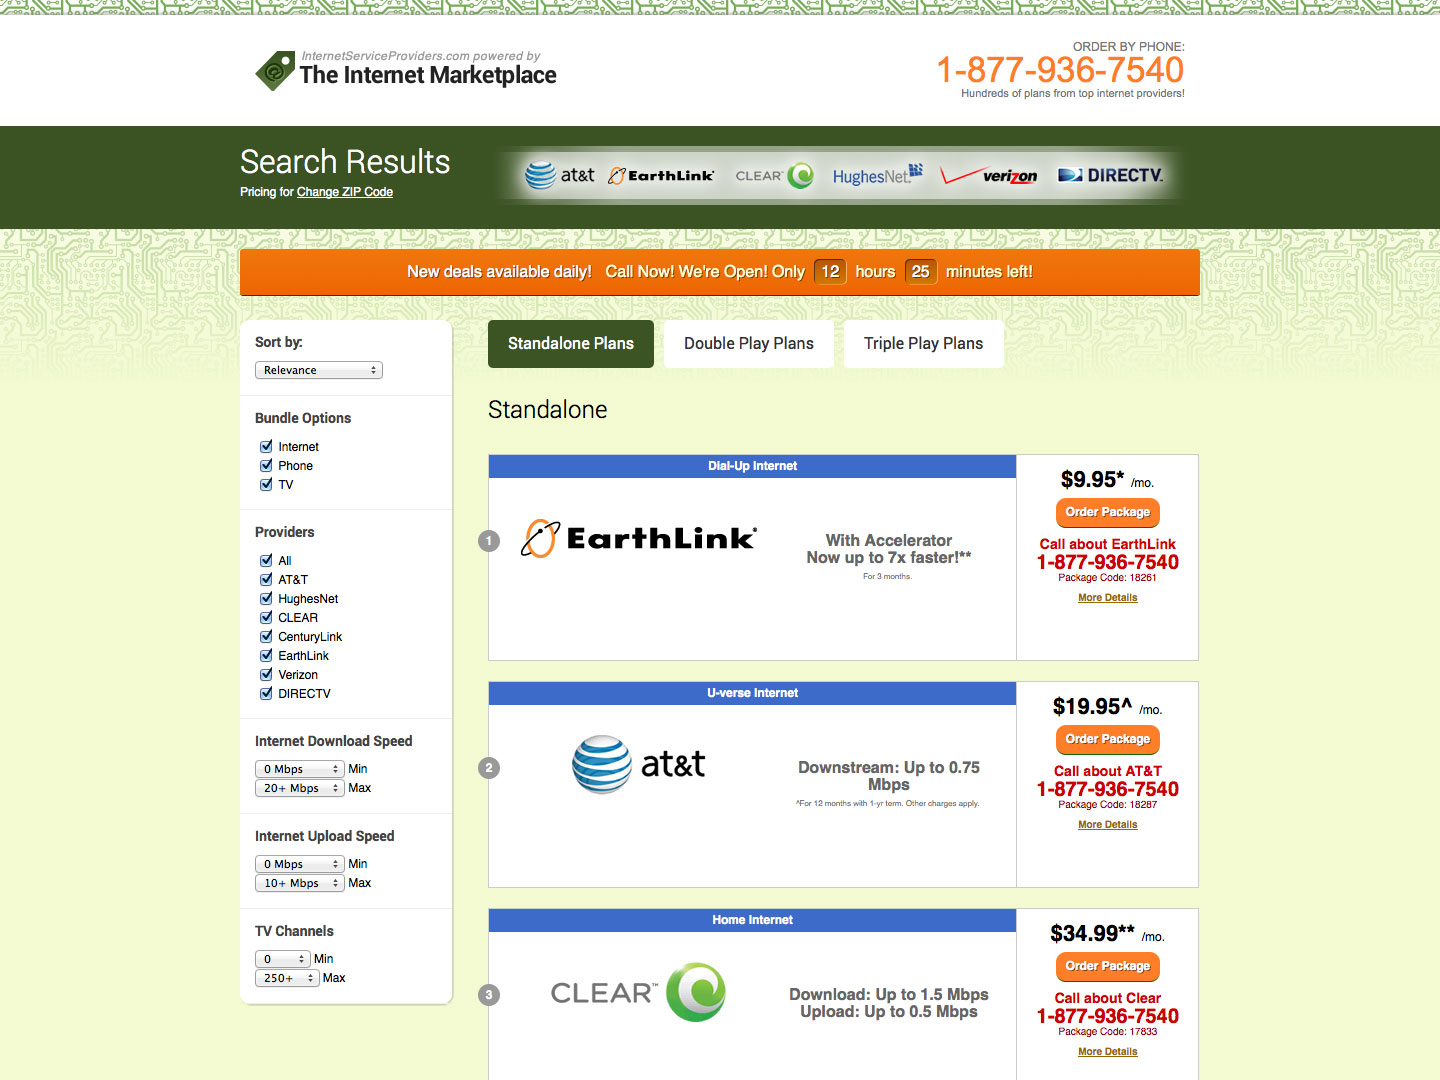 InternetServiceProviders.com powered by
The Internet Marketplace
ORDER BY PHONE:
1-877-936-7540
Hundreds of plans from top internet providers!
Search Results
Pricing for Change ZIP Code
at&t EarthLink CLEAR HughesNet. verizon DIRECTV
New deals available daily! Call Now! We're Open! Only 12 hours 25 minutes left!
Sort by:
Relevance
Bundle Options
Internet
Phone
TV
Providers
All
AT&T
HughesNet
CLEAR
CenturyLink
EarthLink
Verizon
DIRECTV
Internet Download Speed
0 Mbps Min
20+ Mbps Max
Internet Upload Speed
0 Mbps Min
10+ Mbps Max
TV Channels
0 Min
250+ Max
Standalone Plans Double Play Plans Triple Play Plans
Standalone
Dial-Up Internet
1
EarthLink®
With Accelerator
Now up to 7x faster!**
For 3 months.
$9.95* /mo.
Order Package
Call about EarthLink
1-877-936-7540
Package Code: 18261
More Details
U-verse Internet
2
at&t
Downstream: Up to 0.75
Mbps
^For 12 months with 1-yr term. Other charges apply.
$19.95^ /mo.
Order Package
Call about AT&T
1-877-936-7540
Package Code: 18287
More Details
Home Internet
3
CLEAR™
Download: Up to 1.5 Mbps
Upload: Up to 0.5 Mbps
$34.99** /mo.
Order Package
Call about Clear
1-877-936-7540
Package Code: 17833
More Details